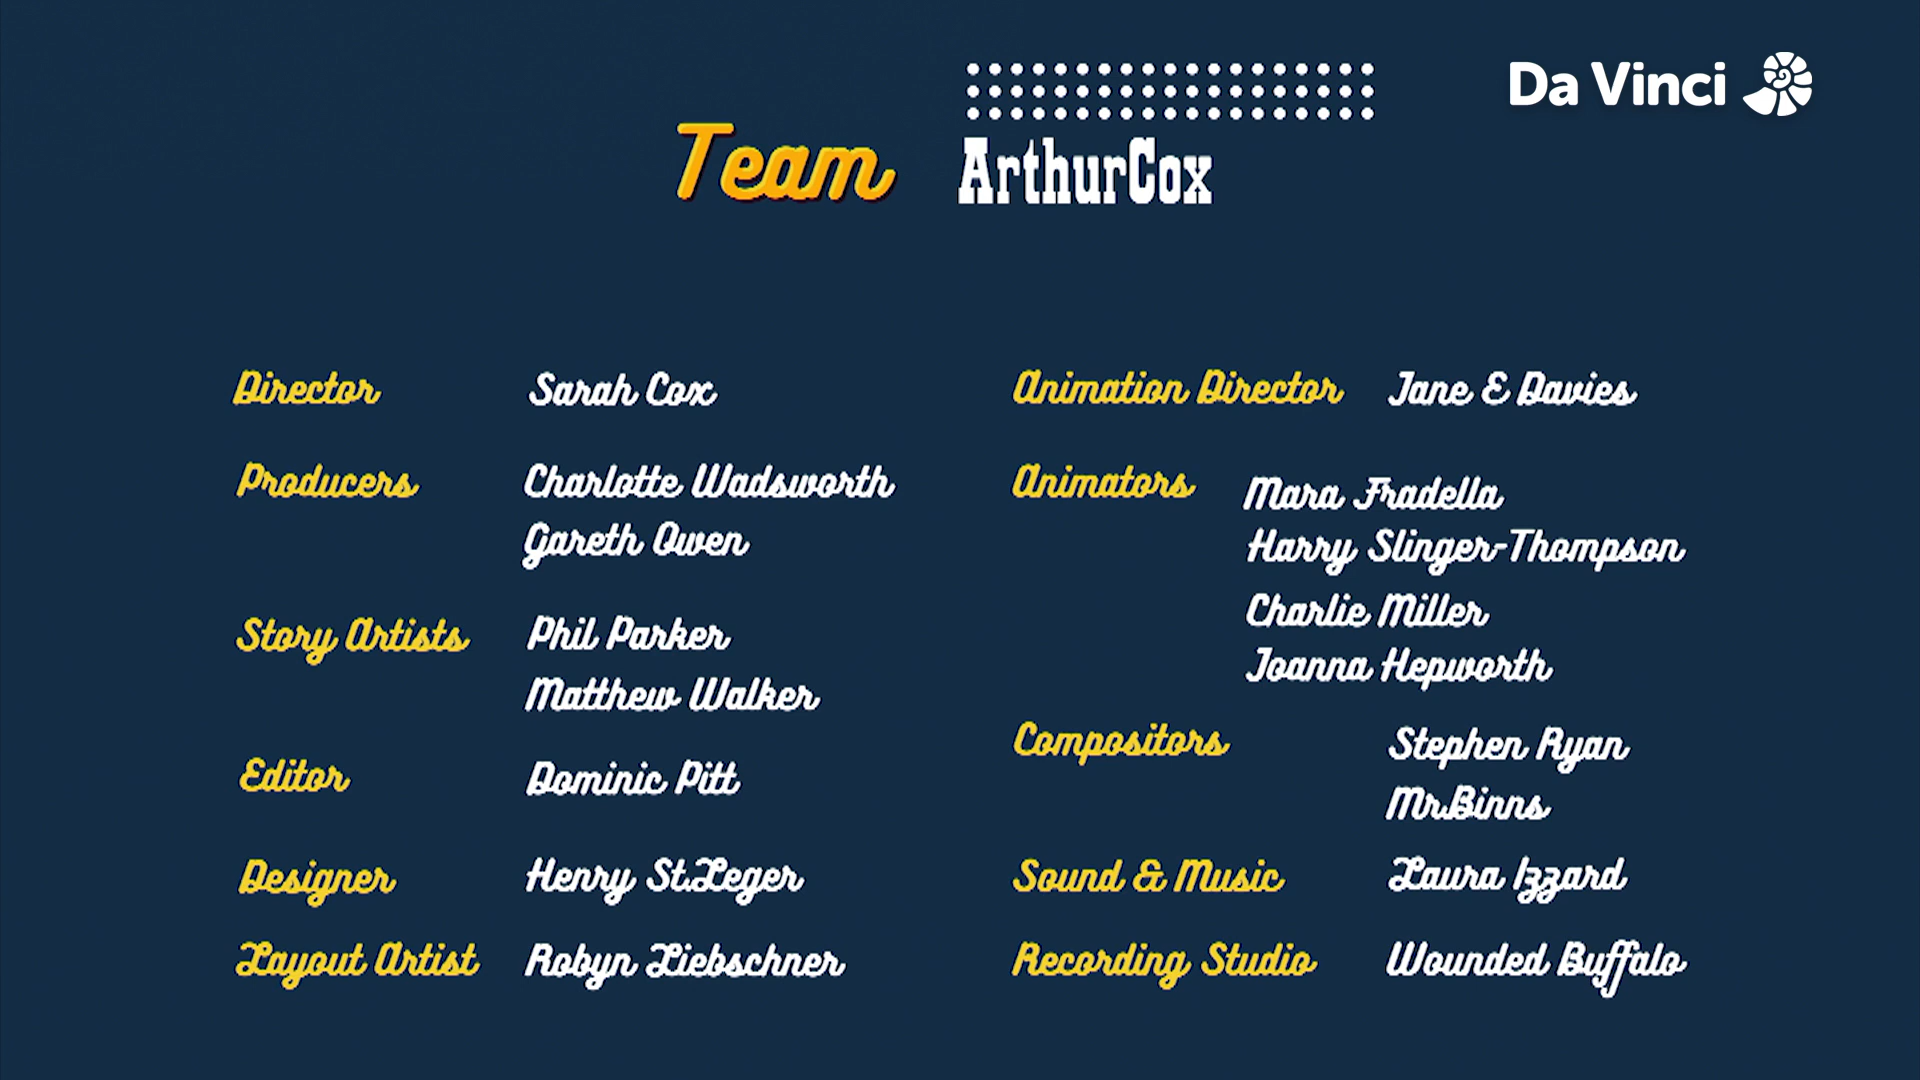 Da Vinci
Team ArthurCox
Director Sarah Cox
Producers Charlotte Wadsworth
Gareth Owen
Story Artists Phil Parker
Matthew Walker
Editor Dominic Pitt
Designer Henry St.Leger
Layout Artist Robyn Liebschner
Animation Director Jane E Davies
Animators Mara Fradella
Harry Slinger-Thompson
Charlie Miller
Joanna Hepworth
Compositors Stephen Ryan
Mr.Binns
Sound & Music Laura Izzard
Recording Studio Wounded Buffalo